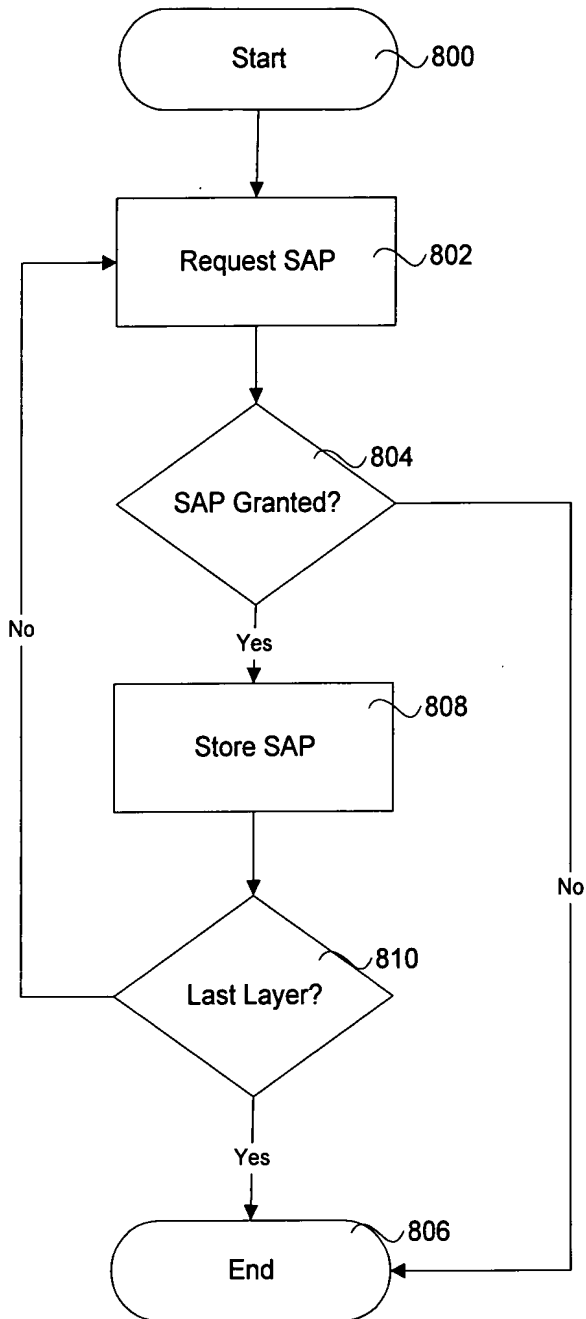 Start
800
Request SAP
802
804
SAP Granted?
No
Yes
808
Store SAP
No
810
Last Layer?
Yes
806
End